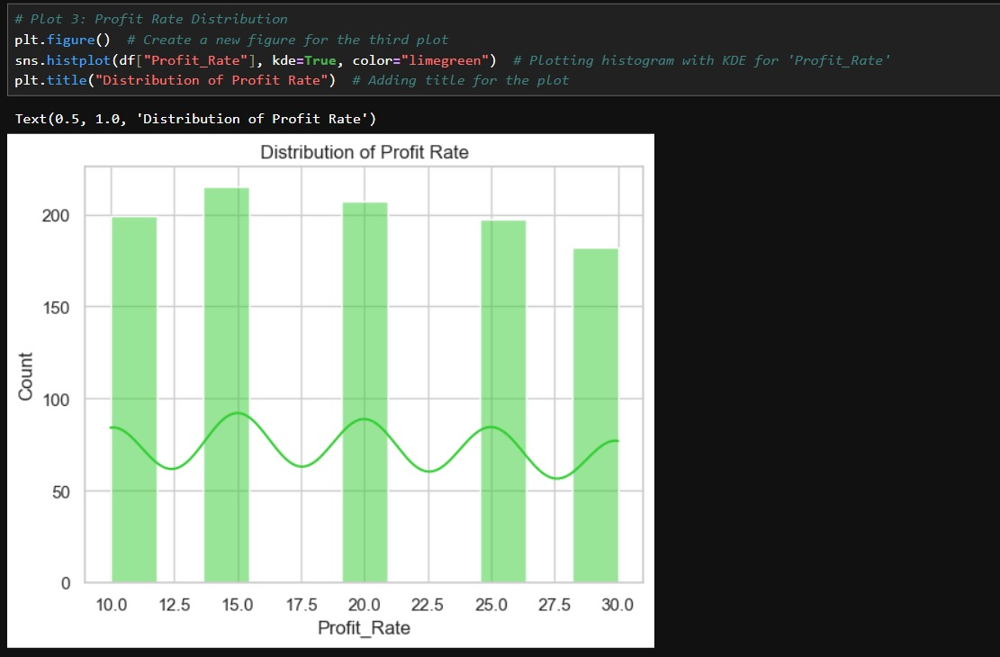 # Plot 3: Profit Rate Distribution
plt.figure()  # Create a new figure for the third plot
sns.histplot(df["Profit_Rate"], kde=True, color="limegreen")  # Plotting histogram with KDE for 'Profit_Rate'
plt.title("Distribution of Profit Rate")  # Adding title for the plot
Text(0.5, 1.0, 'Distribution of Profit Rate')
Distribution of Profit Rate
200
150
100
50
0
Count
10.0 12.5 15.0 17.5 20.0 22.5 25.0 27.5 30.0
Profit_Rate